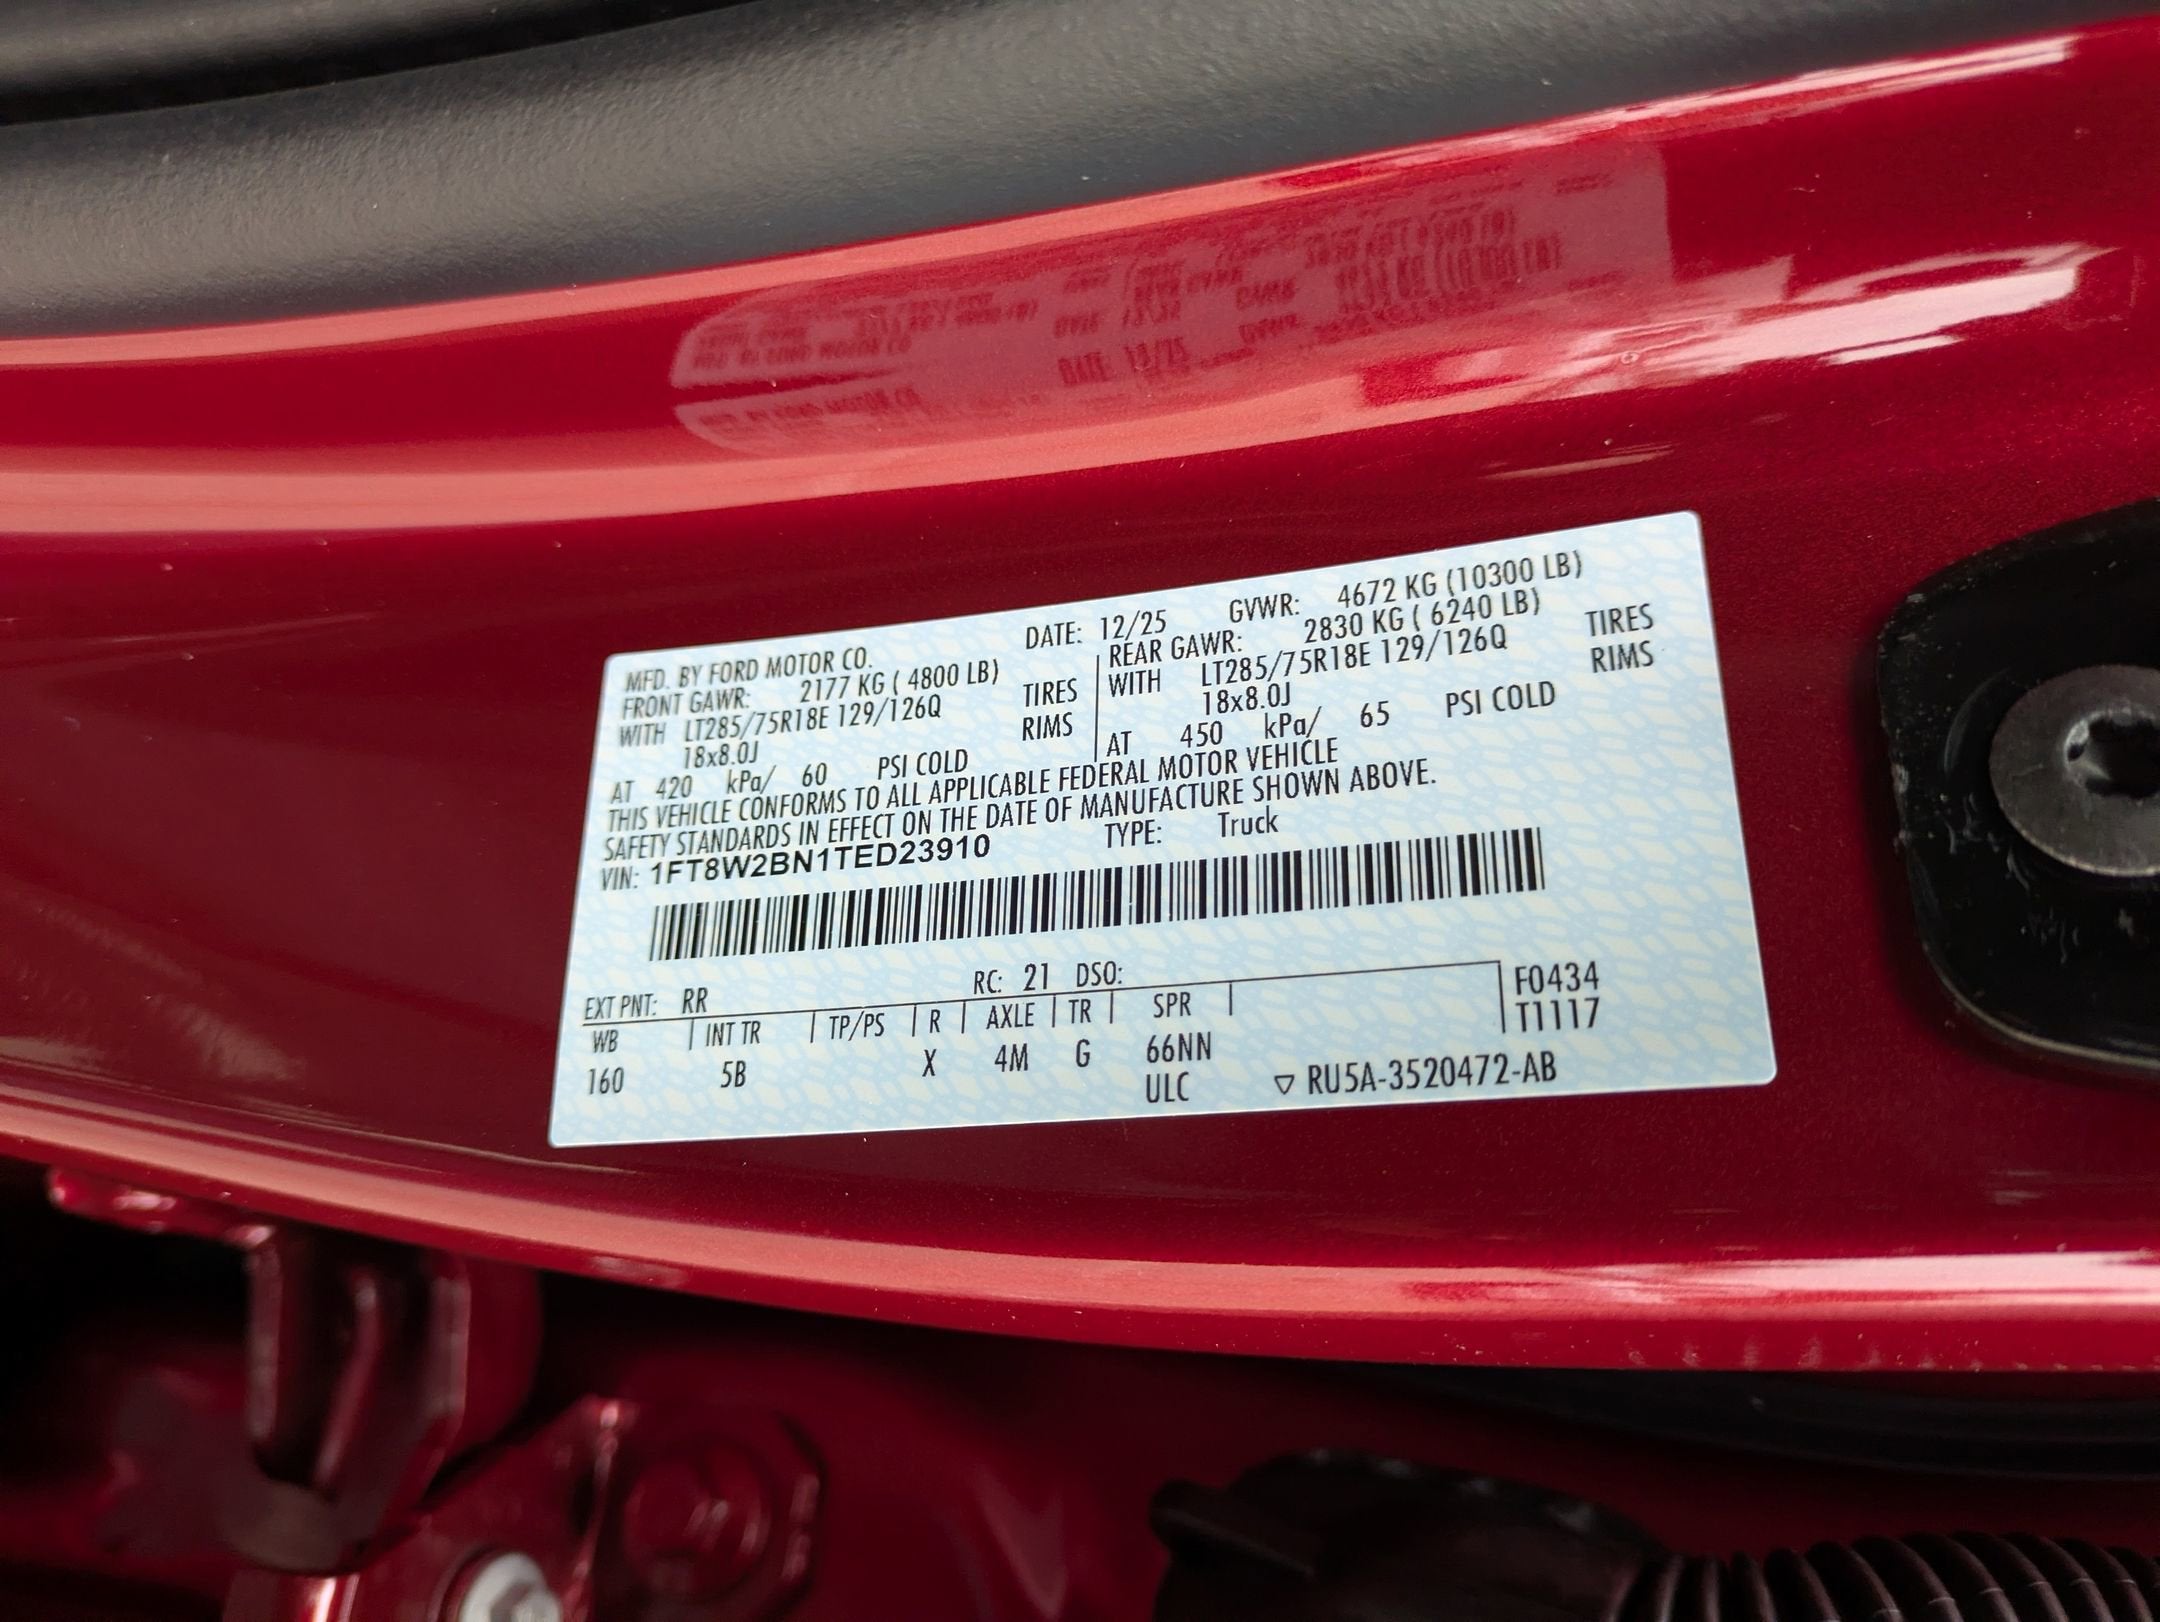 MFD. BY FORD MOTOR CO. DATE: 12/25 GVWR: 4672 KG (10300 LB)
FRONT GAWR: 2177 KG ( 4800 LB) REAR GAWR: 2830 KG ( 6240 LB)
WITH LT285/75R18E 129/126Q TIRES WITH LT285/75R18E 129/126Q TIRES
18x8.0J RIMS 18x8.0J RIMS
AT 420 kPa/ 60 PSI COLD AT 450 kPa/ 65 PSI COLD
THIS VEHICLE CONFORMS TO ALL APPLICABLE FEDERAL MOTOR VEHICLE
SAFETY STANDARDS IN EFFECT ON THE DATE OF MANUFACTURE SHOWN ABOVE.
VIN: 1FT8W2BN1TED23910 TYPE: Truck
EXT PNT: RR RC: 21 DSO: F0434
WB INT TR TP/PS R AXLE TR SPR T1117
160 5B X 4M G 66NN
ULC ▽ RU5A-3520472-AB